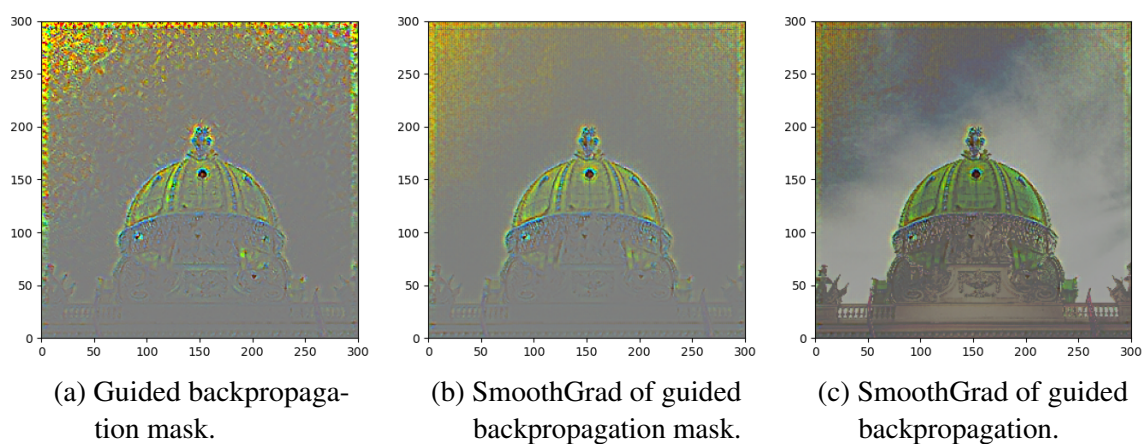 300
250
200
150
100
50
0
0 50 100 150 200 250 300
300
250
200
150
100
50
0
0 50 100 150 200 250 300
300
250
200
150
100
50
0
0 50 100 150 200 250 300
(a) Guided backpropaga-
tion mask.
(b) SmoothGrad of guided
backpropagation mask.
(c) SmoothGrad of guided
backpropagation.